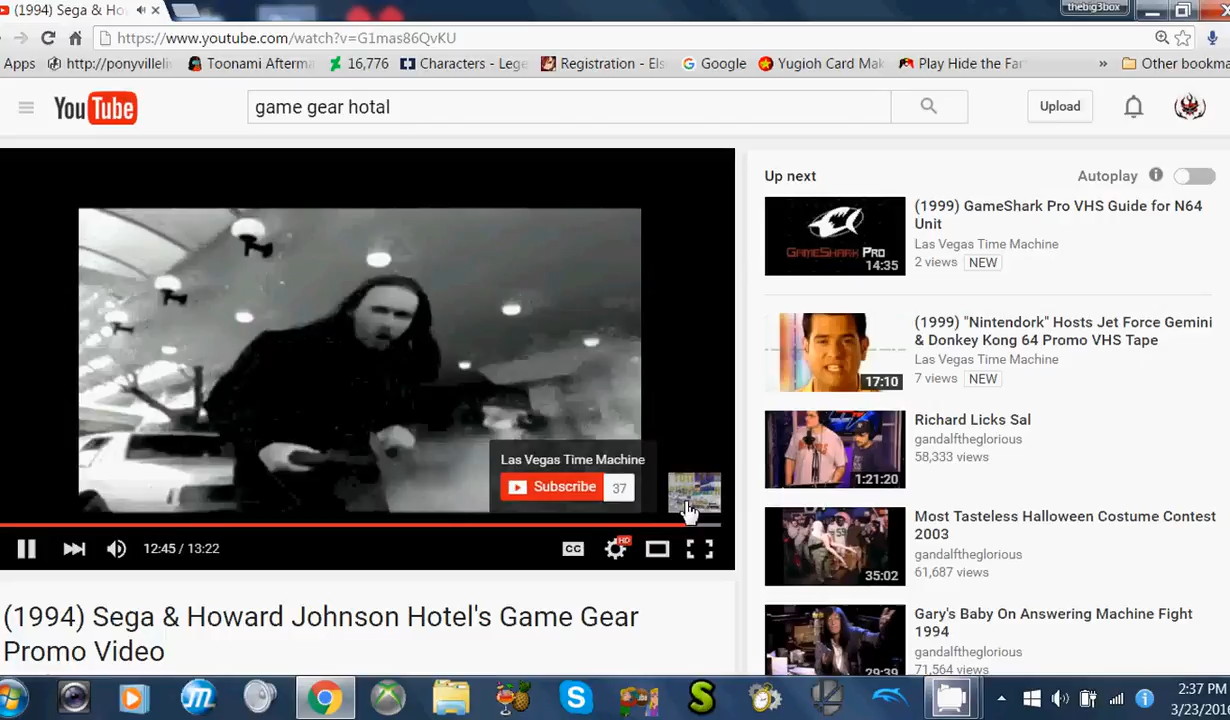 (1994) Sega & Ho
thebig3box
https://www.youtube.com/watch?v=G1mas86QvKU
Apps
http://ponyvilleli
Toonami Afterma
16,776
Characters - Lege
Registration - Els
Google
Yugioh Card Mak
Play Hide the Far
»
Other bookma
YouTube
game gear hotal
Upload
Up next
Autoplay
GAMESHARK PRO
14:35
(1999) GameShark Pro VHS Guide for N64
Unit
Las Vegas Time Machine
2 views NEW
17:10
(1999) "Nintendork" Hosts Jet Force Gemini
& Donkey Kong 64 Promo VHS Tape
Las Vegas Time Machine
7 views NEW
1:21:20
Richard Licks Sal
gandalftheglorious
58,333 views
35:02
Most Tasteless Halloween Costume Contest
2003
gandalftheglorious
61,687 views
29:39
Gary's Baby On Answering Machine Fight
1994
gandalftheglorious
71,564 views
Las Vegas Time Machine
Subscribe 37
12:45 / 13:22
CC
HD
(1994) Sega & Howard Johnson Hotel's Game Gear
Promo Video
2:37 PM
3/23/201